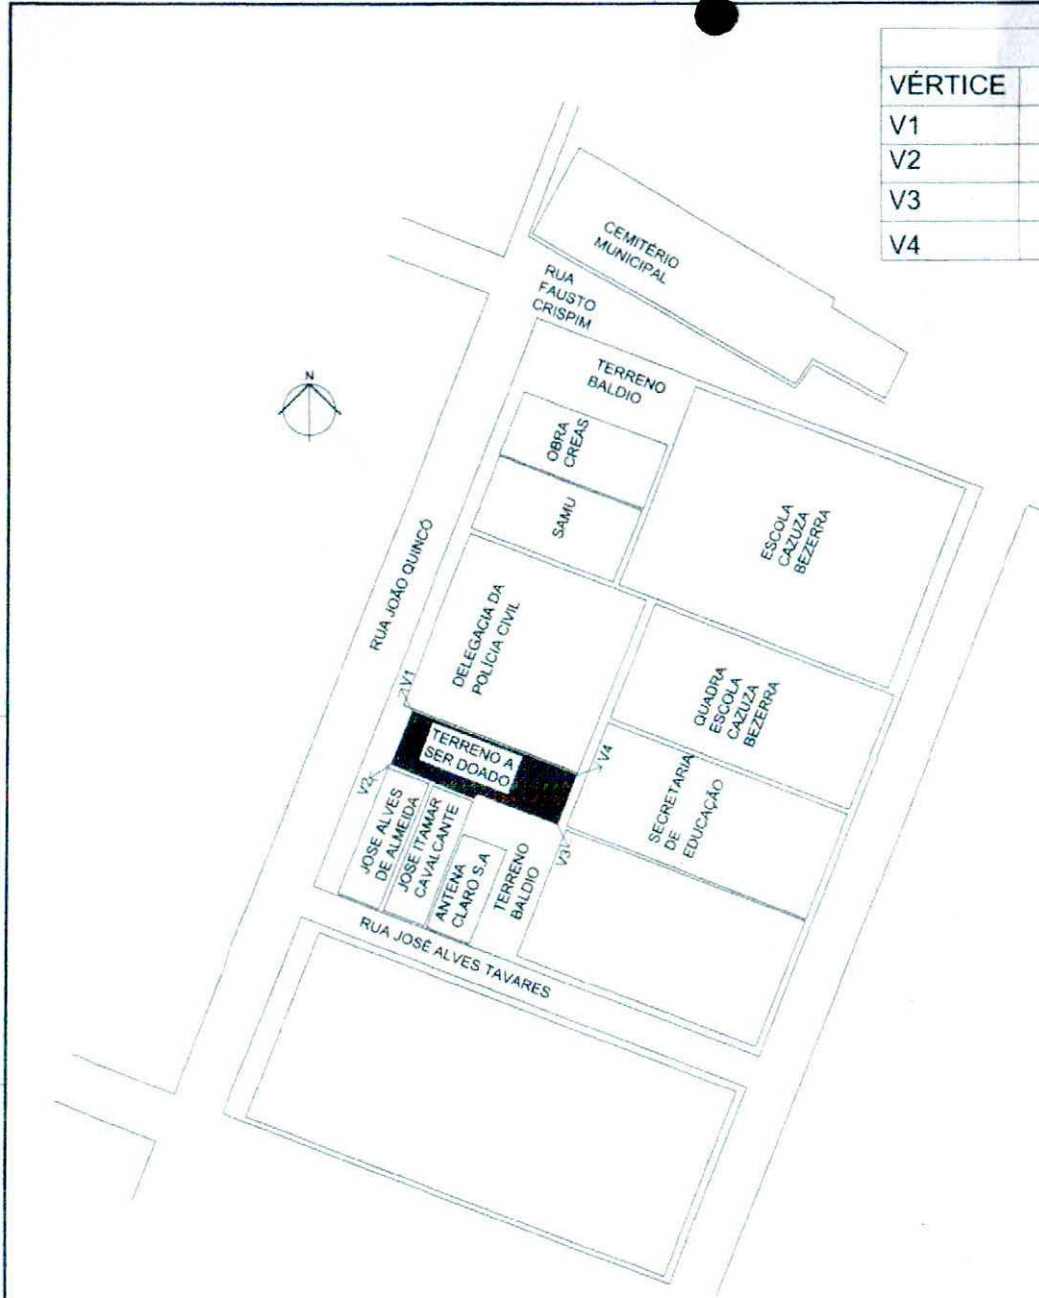 VÉRTICE
V1
V2
V3
V4
CEMITÉRIO
MUNICIPAL
RUA
FAUSTO
CRISPIM
N
TERRENO
BALDIO
OBRA
CREAS
SAMU
ESCOLA
CAZUZA
BEZERRA
RUA JOÃO QUINCÓ
DELEGACIA DA
POLÍCIA CIVIL
QUADRA
ESCOLA
CAZUZA
BEZERRA
V1
TERRENO A
SER DOADO
V4
V2
SECRETARIA
DE
EDUCAÇÃO
JOSE ALVES
DE ALMEIDA
JOSE ITAMAR
CAVALCANTE
ANTENA
CLARO S.A
TERRENO
BALDIO
V3
RUA JOSÉ ALVES TAVARES